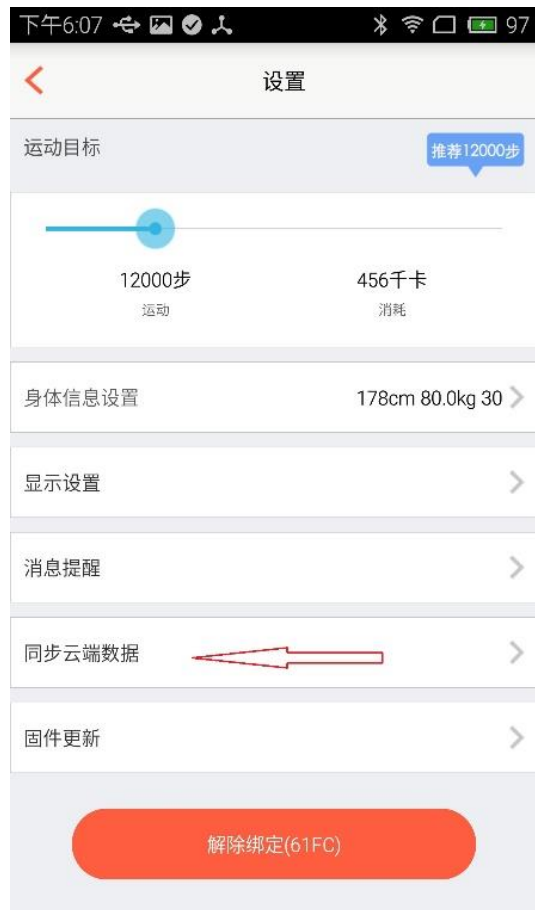 下午6:07 97
设置
运动目标 推荐12000步
12000步 456千卡
运动 消耗
身体信息设置 178cm 80.0kg 30
显示设置
消息提醒
同步云端数据
固件更新
解除绑定(61FC)